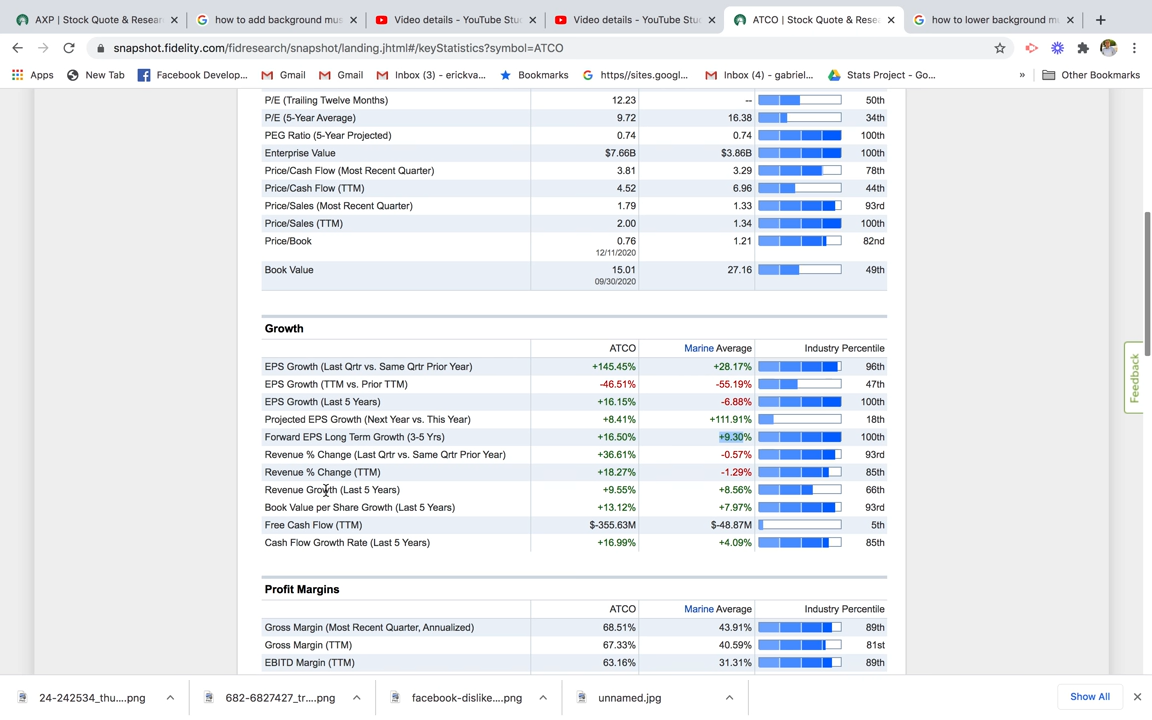 AXP | Stock Quote & Resear
how to add background mus
Video details - YouTube Stu
Video details - YouTube Stu
ATCO | Stock Quote & Rese
how to lower background m
snapshot.fidelity.com/fidresearch/snapshot/landing.jhtml#/keyStatistics?symbol=ATCO
Apps New Tab Facebook Develop... Gmail Gmail Inbox (3) - erickva... Bookmarks https//sites.googl... Inbox (4) - gabriel... Stats Project - Go... » Other Bookmarks
P/E (Trailing Twelve Months) 12.23 -- 50th
P/E (5-Year Average) 9.72 16.38 34th
PEG Ratio (5-Year Projected) 0.74 0.74 100th
Enterprise Value $7.66B $3.86B 100th
Price/Cash Flow (Most Recent Quarter) 3.81 3.29 78th
Price/Cash Flow (TTM) 4.52 6.96 44th
Price/Sales (Most Recent Quarter) 1.79 1.33 93rd
Price/Sales (TTM) 2.00 1.34 100th
Price/Book 0.76 1.21 82nd
12/11/2020
Book Value 15.01 27.16 49th
09/30/2020
Growth
ATCO Marine Average Industry Percentile
EPS Growth (Last Qrtr vs. Same Qrtr Prior Year) +145.45% +28.17% 96th
EPS Growth (TTM vs. Prior TTM) -46.51% -55.19% 47th
EPS Growth (Last 5 Years) +16.15% -6.88% 100th
Projected EPS Growth (Next Year vs. This Year) +8.41% +111.91% 18th
Forward EPS Long Term Growth (3-5 Yrs) +16.50% +9.30% 100th
Revenue % Change (Last Qrtr vs. Same Qrtr Prior Year) +36.61% -0.57% 93rd
Revenue % Change (TTM) +18.27% -1.29% 85th
Revenue Growth (Last 5 Years) +9.55% +8.56% 66th
Book Value per Share Growth (Last 5 Years) +13.12% +7.97% 93rd
Free Cash Flow (TTM) $-355.63M $-48.87M 5th
Cash Flow Growth Rate (Last 5 Years) +16.99% +4.09% 85th
Feedback
Profit Margins
ATCO Marine Average Industry Percentile
Gross Margin (Most Recent Quarter, Annualized) 68.51% 43.91% 89th
Gross Margin (TTM) 67.33% 40.59% 81st
EBITD Margin (TTM) 63.16% 31.31% 89th
24-242534_thu....png 682-6827427_tr....png facebook-dislike....png unnamed.jpg Show All